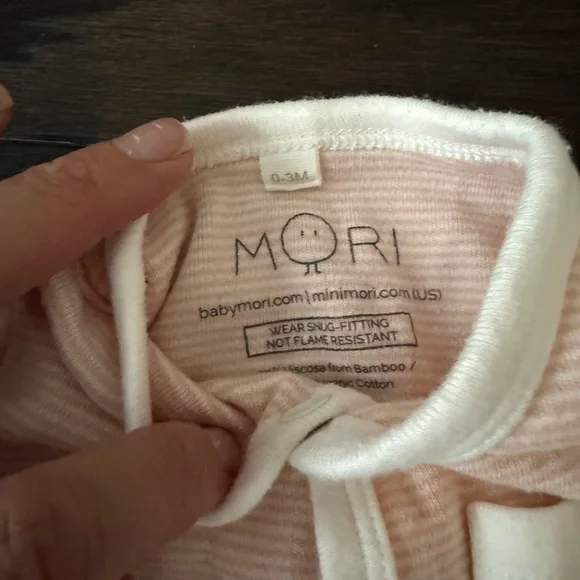 0-3M
MORI
babymori.com | minimori.com (US)
WEAR SNUG-FITTING
NOT FLAME RESISTANT
Viscose from Bamboo /
Cotton